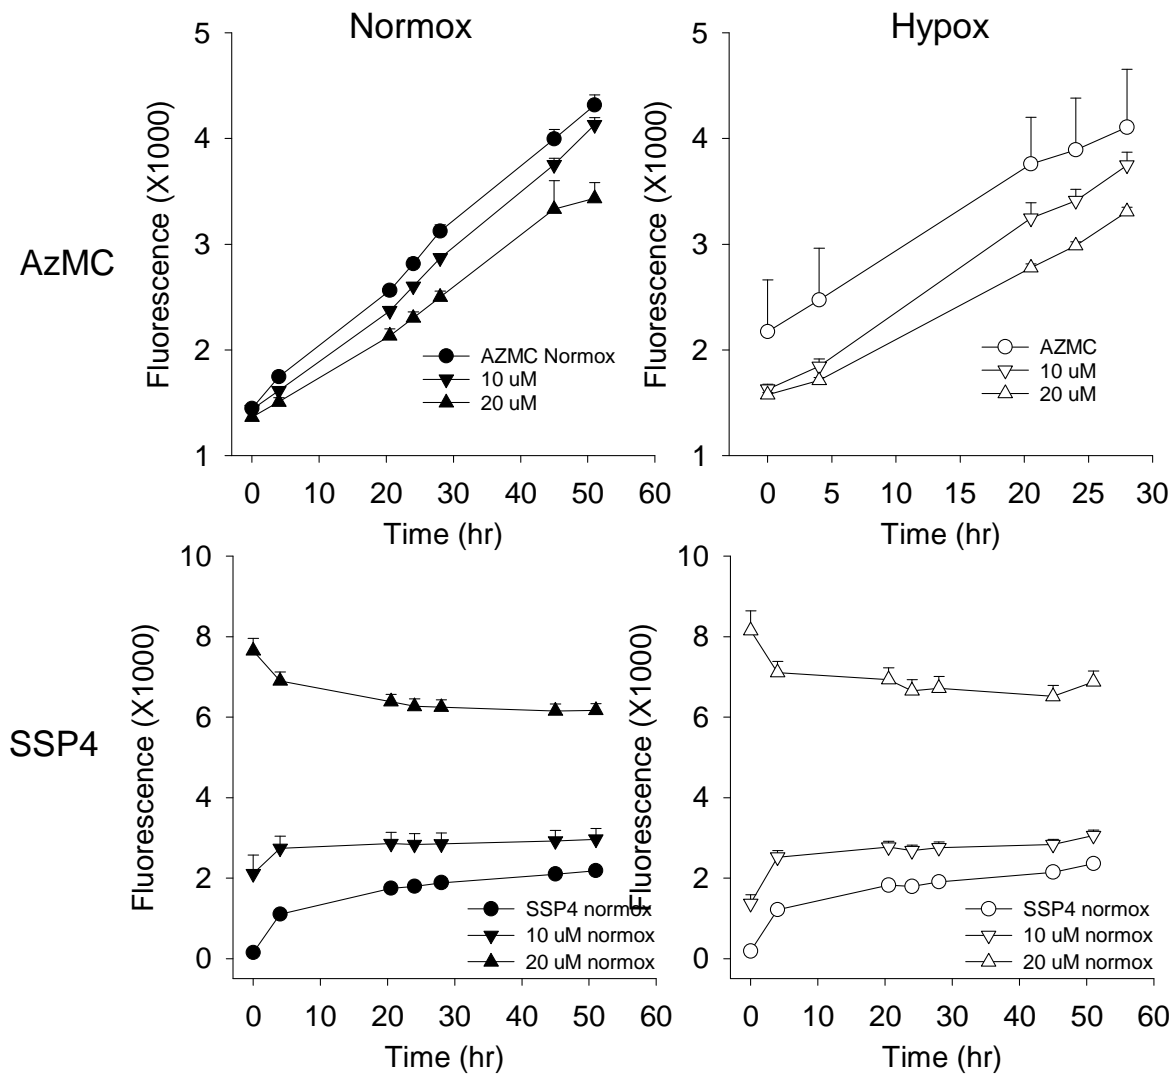 Normox
Hypox
AzMC
Fluorescence (X1000)
5
4
3
2
1
AZMC Normox
10 uM
20 uM
0 10 20 30 40 50 60
Time (hr)
Fluorescence (X1000)
5
4
3
2
1
AZMC
10 uM
20 uM
0 5 10 15 20 25 30
Time (hr)
SSP4
Fluorescence (X1000)
10
8
6
4
2
0
SSP4 normox
10 uM normox
20 uM normox
0 10 20 30 40 50 60
Time (hr)
Fluorescence (X1000)
10
8
6
4
2
0
SSP4 normox
10 uM normox
20 uM normox
0 10 20 30 40 50 60
Time (hr)